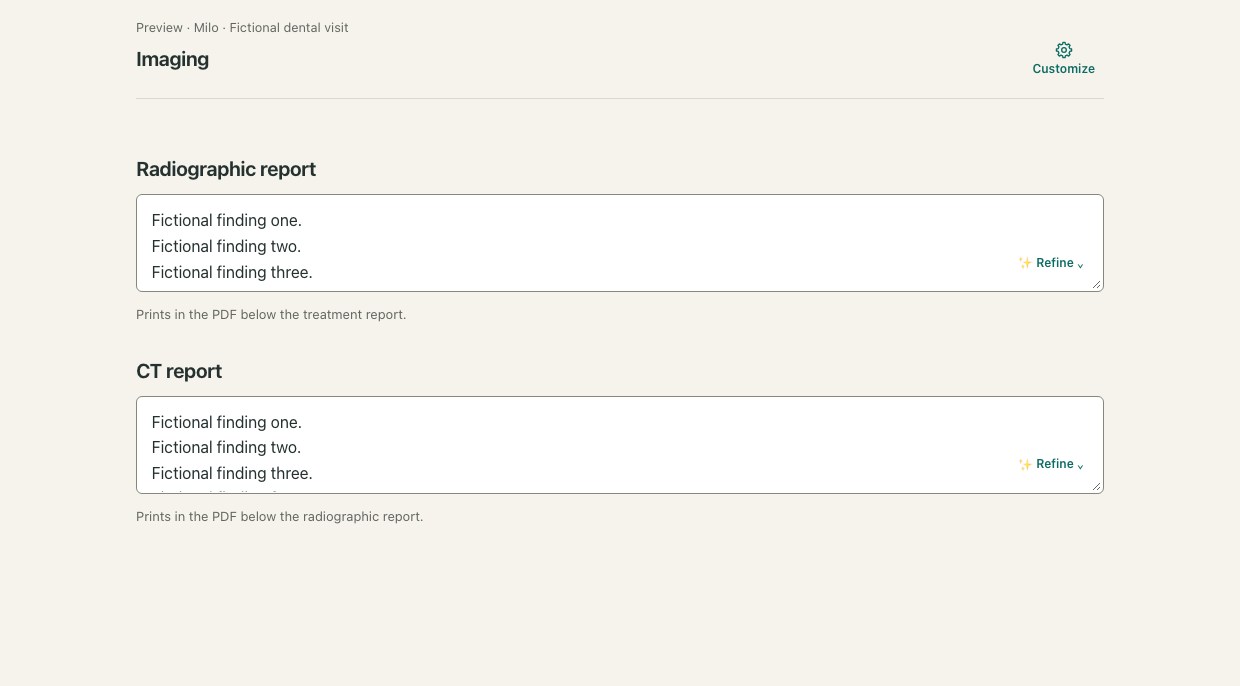 Preview · Milo · Fictional dental visit
Imaging
Customize
Radiographic report
Fictional finding one.
Fictional finding two.
Fictional finding three.
✨ Refine ⌄
Prints in the PDF below the treatment report.
CT report
Fictional finding one.
Fictional finding two.
Fictional finding three.
✨ Refine ⌄
Prints in the PDF below the radiographic report.